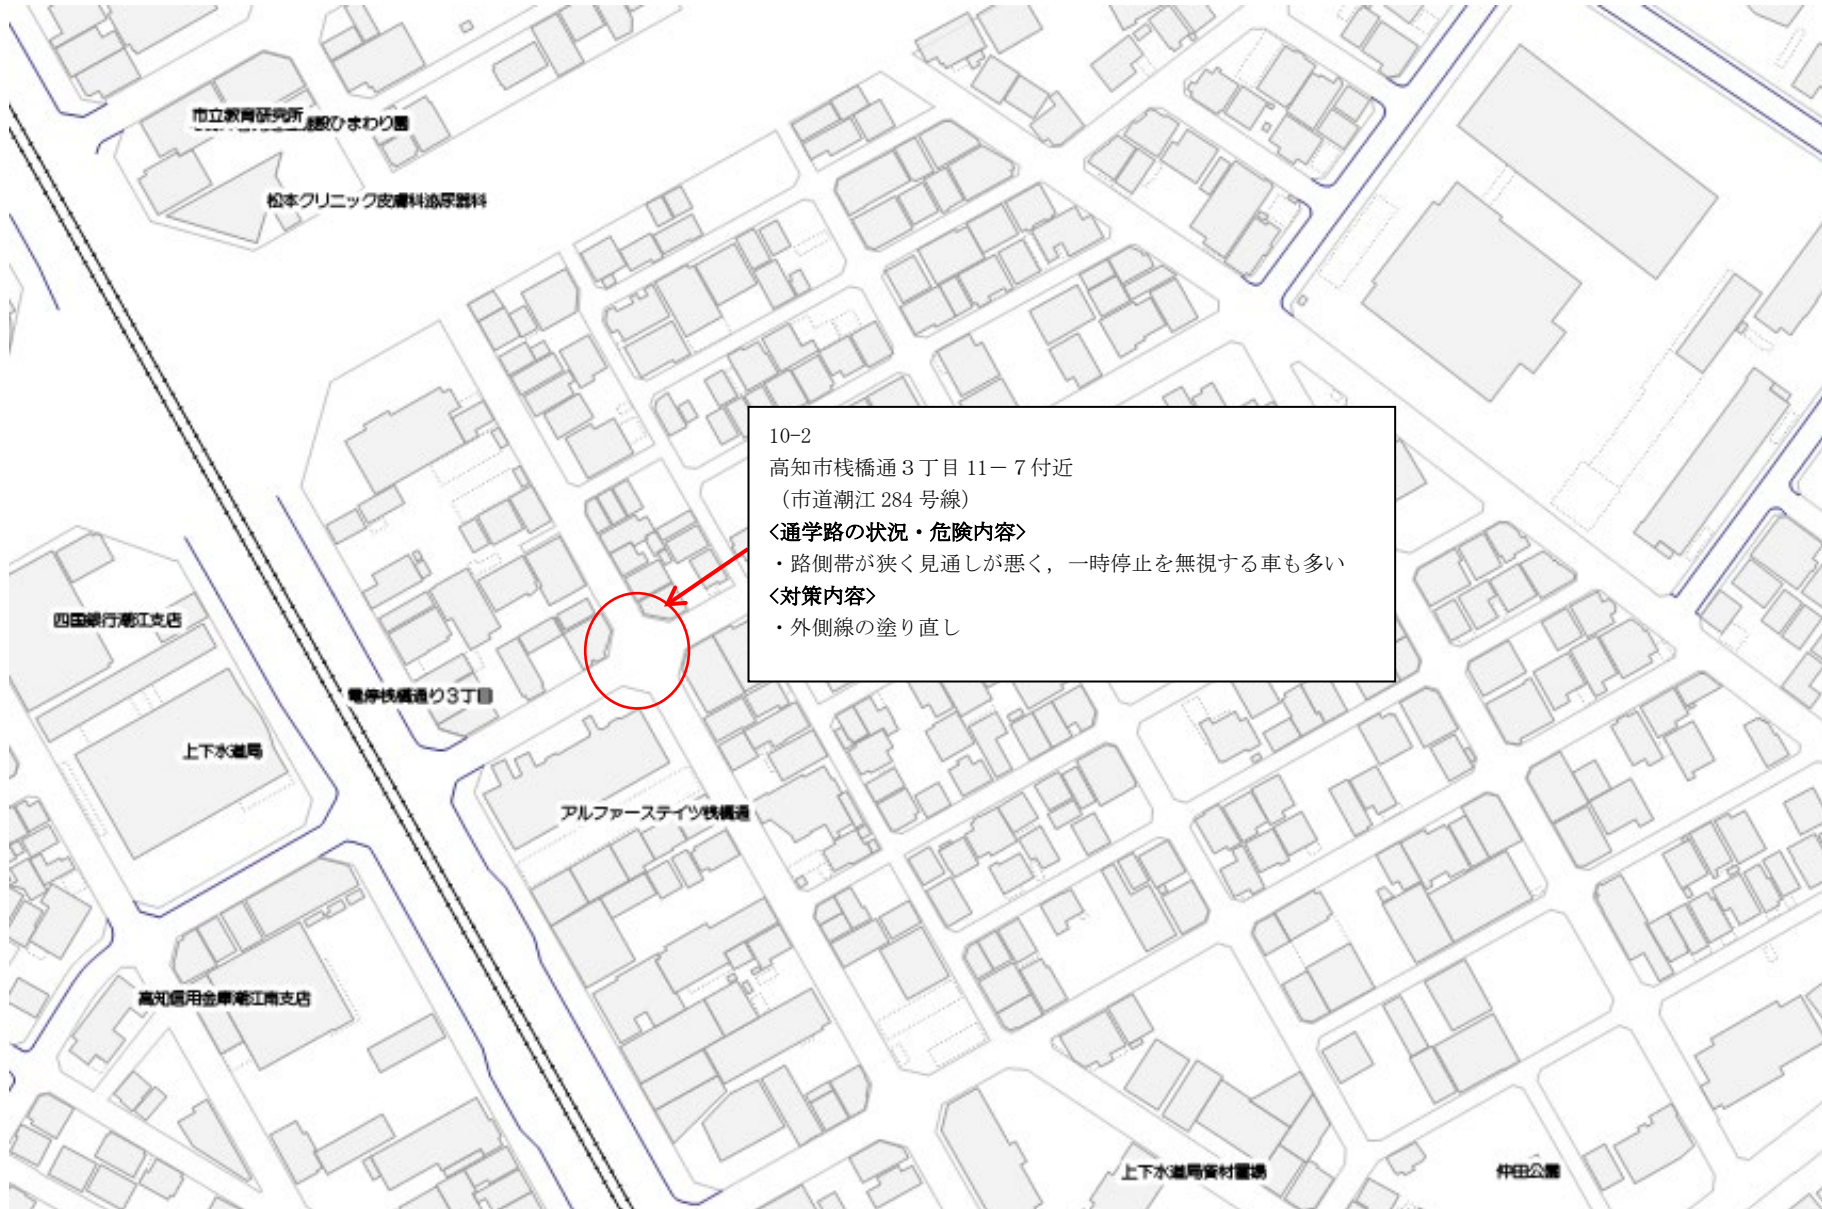 市立教育研究所
設ひまわり園
松本クリニック皮膚科泌尿器科
10-2
高知市桟橋通３丁目 11－７付近
（市道潮江 284 号線）
<通学路の状況・危険内容>
・路側帯が狭く見通しが悪く，一時停止を無視する車も多い
<対策内容>
・外側線の塗り直し
四国銀行潮江支店
電停桟橋通り3丁目
上下水道局
アルファーステイツ桟橋通
高知信用金庫潮江南支店
上下水道局資材置場
仲田公園